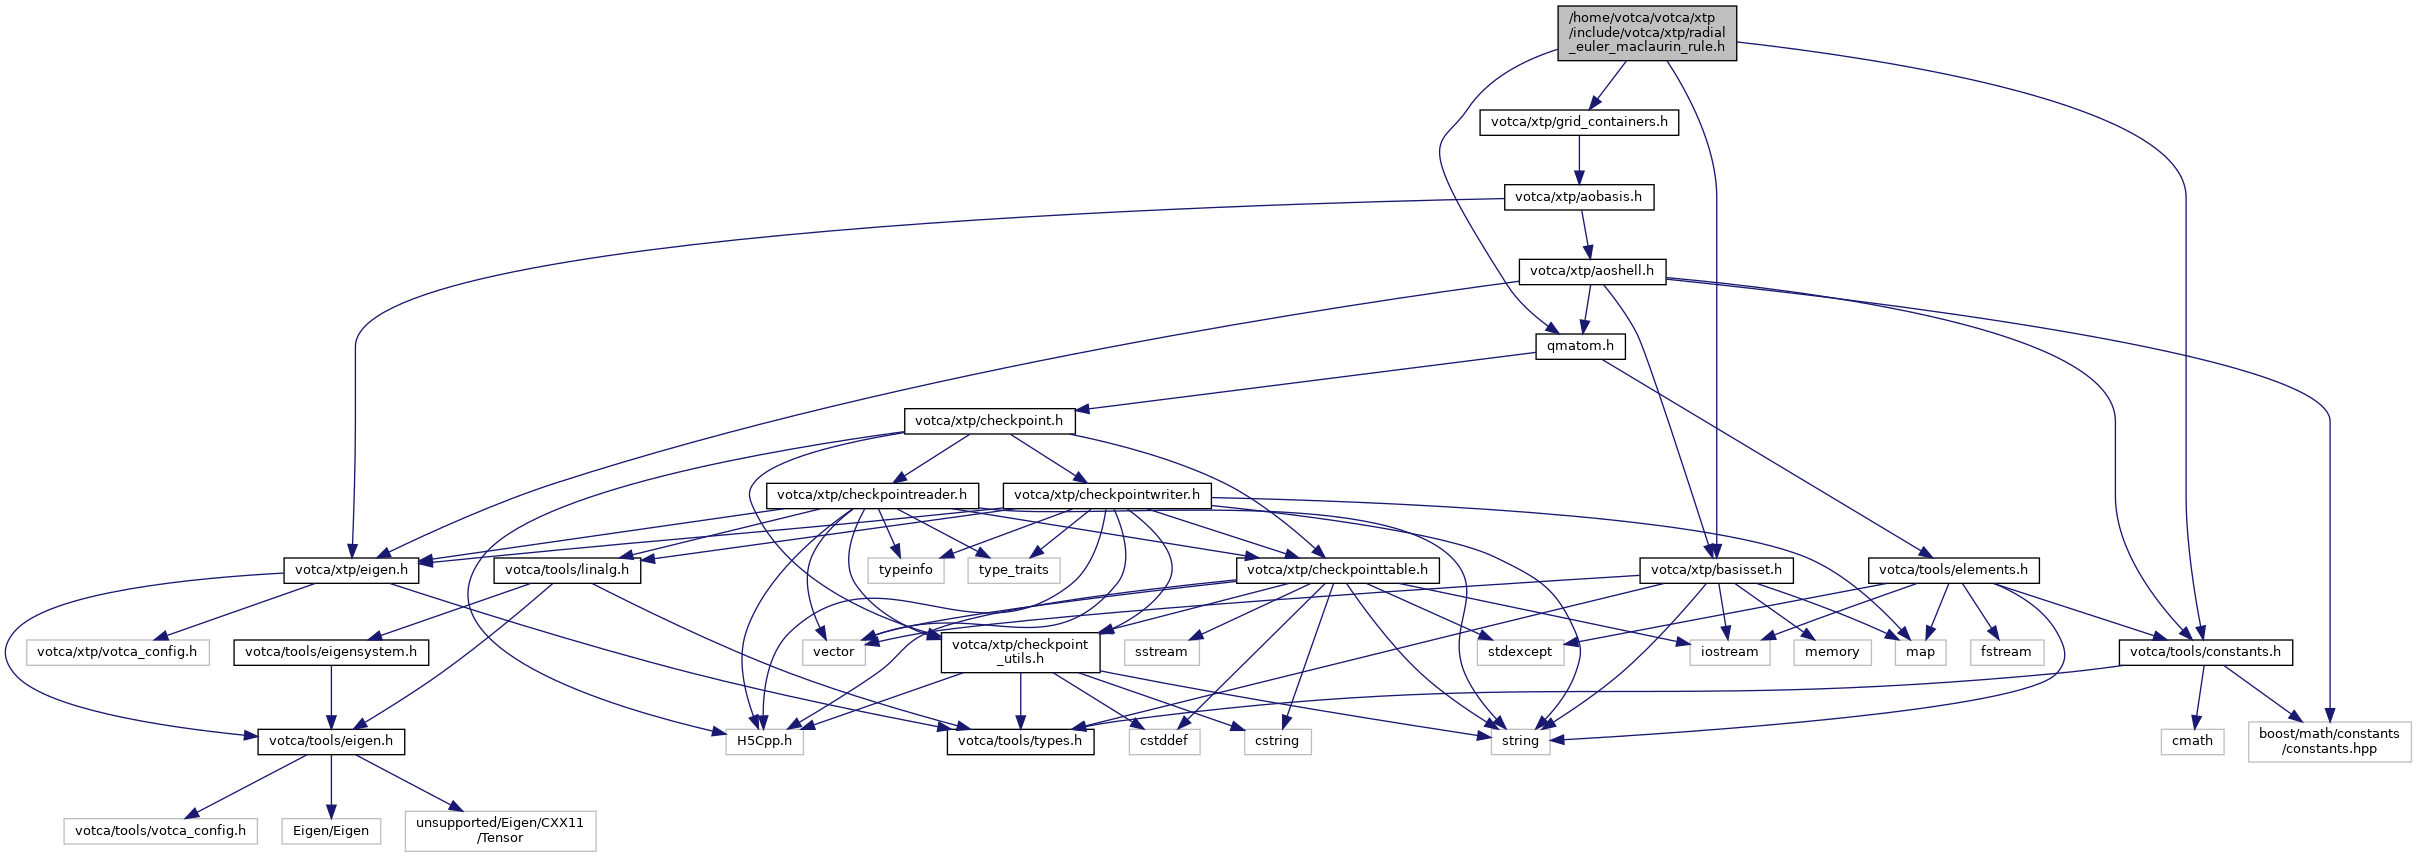 /home/votca/votca/xtp
/include/votca/xtp/radial
_euler_maclaurin_rule.h
votca/xtp/grid_containers.h
votca/xtp/aobasis.h
votca/xtp/aoshell.h
qmatom.h
votca/xtp/checkpoint.h
votca/xtp/checkpointreader.h
votca/xtp/checkpointwriter.h
votca/xtp/eigen.h
votca/tools/linalg.h
typeinfo
type_traits
votca/xtp/checkpointtable.h
votca/xtp/basisset.h
votca/tools/elements.h
votca/xtp/votca_config.h
votca/tools/eigensystem.h
vector
votca/xtp/checkpoint
_utils.h
sstream
stdexcept
iostream
memory
map
fstream
votca/tools/constants.h
votca/tools/eigen.h
H5Cpp.h
votca/tools/types.h
cstddef
cstring
string
cmath
boost/math/constants
/constants.hpp
votca/tools/votca_config.h
Eigen/Eigen
unsupported/Eigen/CXX11
/Tensor